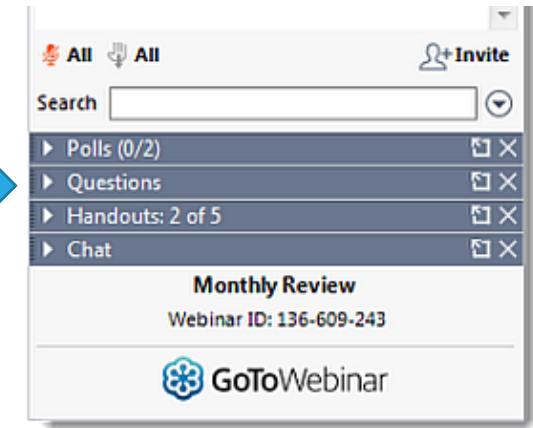 All All Invite
Search
Polls (0/2)
Questions
Handouts: 2 of 5
Chat
Monthly Review
Webinar ID: 136-609-243
GoToWebinar